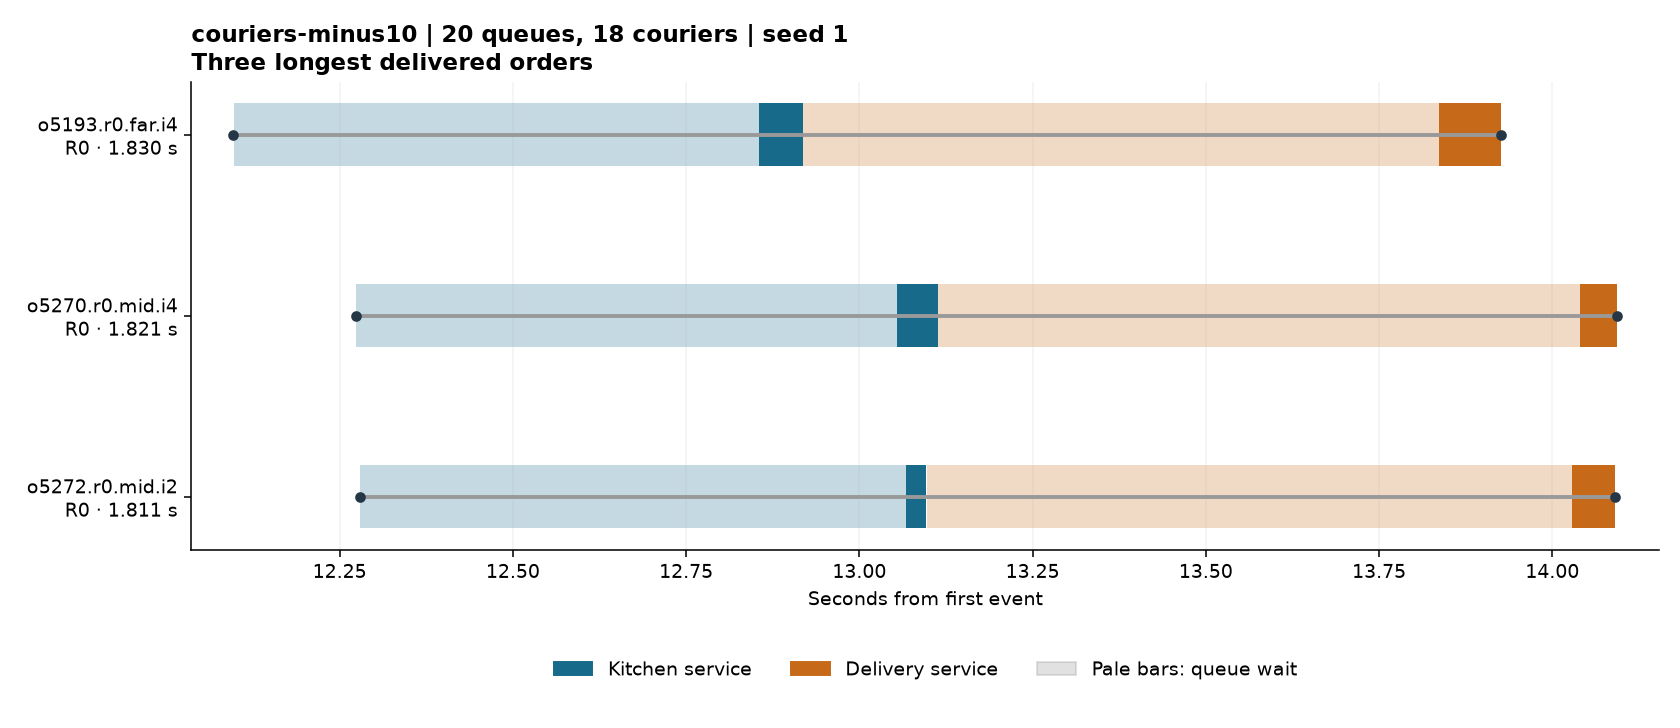 couriers-minus10 | 20 queues, 18 couriers | seed 1
Three longest delivered orders
o5193.r0.far.i4
R0 · 1.830 s
o5270.r0.mid.i4
R0 · 1.821 s
o5272.r0.mid.i2
R0 · 1.811 s
12.25 12.50 12.75 13.00 13.25 13.50 13.75 14.00
Seconds from first event
Kitchen service Delivery service Pale bars: queue wait